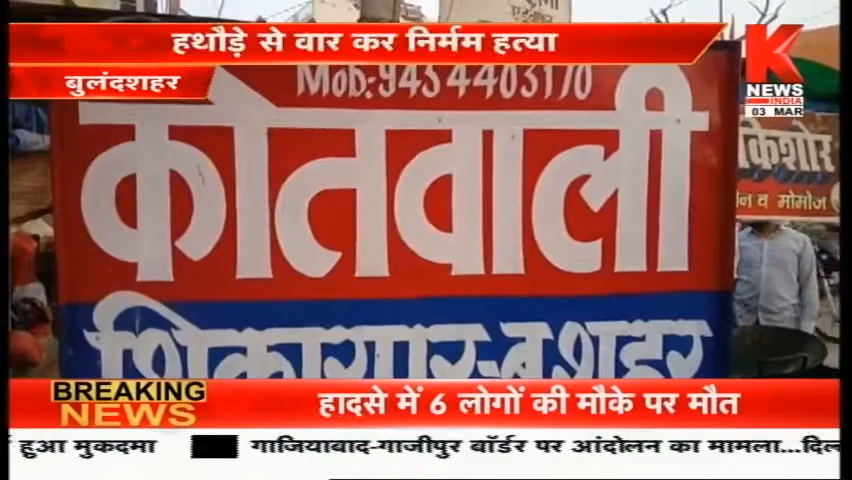 हथौड़े से वार कर निर्मम हत्या
बुलंदशहर
K
NEWS
INDIA
03 MAR
Mob:9454403170
कोतवाली
किशोर
न व मोमोज
शिकारपुर-बु०शहर
BREAKING
NEWS
हादसे में 6 लोगों की मौके पर मौत
हुआ मुकदमा
गाजियाबाद-गाजीपुर बॉर्डर पर आंदोलन का मामला...दिल